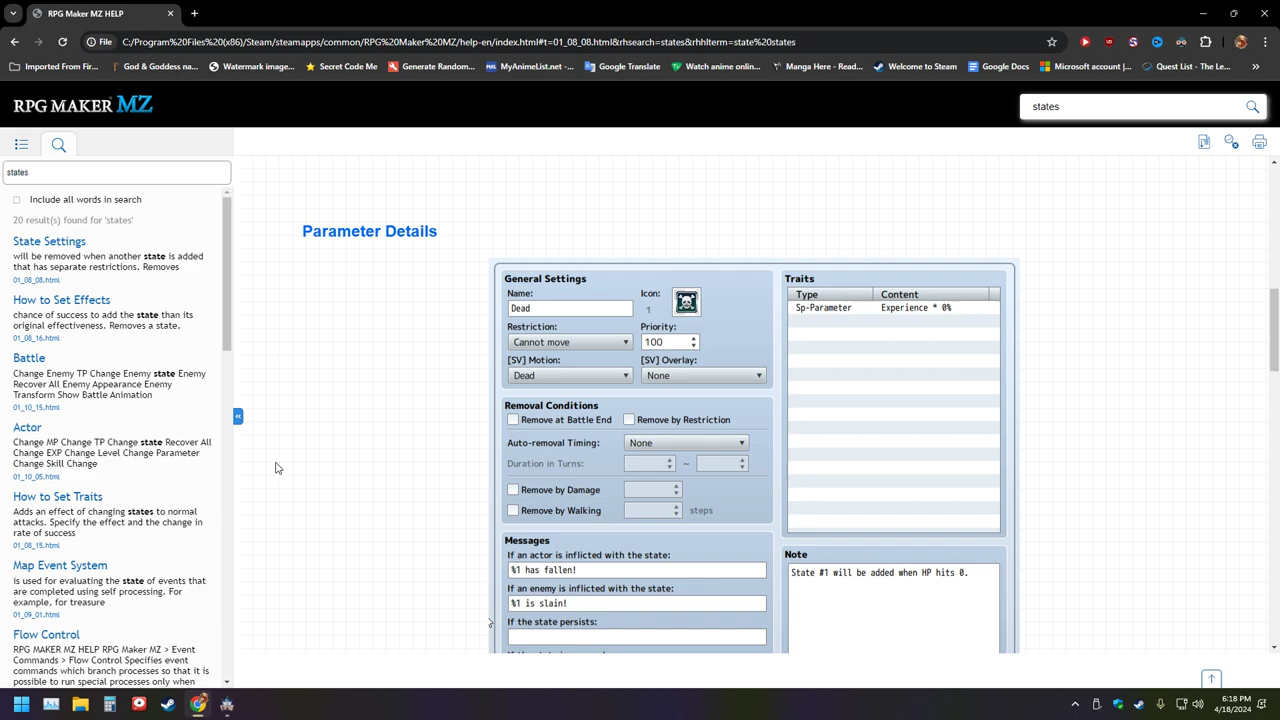 RPG Maker MZ HELP
File
C:/Program%20Files%20(x86)/Steam/steamapps/common/RPG%20Maker%20MZ/help-en/index.html#t=01_08_08.html&rhsearch=states&rhhlterm=state%20states
Imported From Fir...
God & Goddess na...
Watermark image...
Secret Code Me
Generate Random...
MyAnimeList.net -...
Google Translate
Watch anime onlin...
Manga Here - Read...
Welcome to Steam
Google Docs
Microsoft account |...
Quest List - The Le...
RPG MAKER MZ
states
states
Include all words in search
20 result(s) found for 'states'
State Settings
will be removed when another state is added
that has separate restrictions. Removes
01_08_08.html
How to Set Effects
chance of success to add the state than its
original effectiveness. Removes a state.
01_08_16.html
Battle
Change Enemy TP Change Enemy state Enemy
Recover All Enemy Appearance Enemy
Transform Show Battle Animation
01_10_15.html
Actor
Change MP Change TP Change state Recover All
Change EXP Change Level Change Parameter
Change Skill Change
01_10_05.html
How to Set Traits
Adds an effect of changing states to normal
attacks. Specify the effect and the change in
rate of success
01_08_15.html
Map Event System
is used for evaluating the state of events that
are completed using self processing. For
example, for treasure
01_09_01.html
Flow Control
RPG MAKER MZ HELP RPG Maker MZ > Event
Commands > Flow Control Specifies event
commands which branch processes so that it is
possible to run special processes only when
Parameter Details
General Settings
Name:
Icon:
Dead
1
Restriction:
Priority:
Cannot move
100
[SV] Motion:
[SV] Overlay:
Dead
None
Removal Conditions
Remove at Battle End
Remove by Restriction
Auto-removal Timing:
None
Duration in Turns:
~
Remove by Damage
Remove by Walking
steps
Messages
If an actor is inflicted with the state:
%1 has fallen!
If an enemy is inflicted with the state:
%1 is slain!
If the state persists:
Traits
Type
Content
Sp-Parameter
Experience * 0%
Note
State #1 will be added when HP hits 0.
6:18 PM
4/18/2024